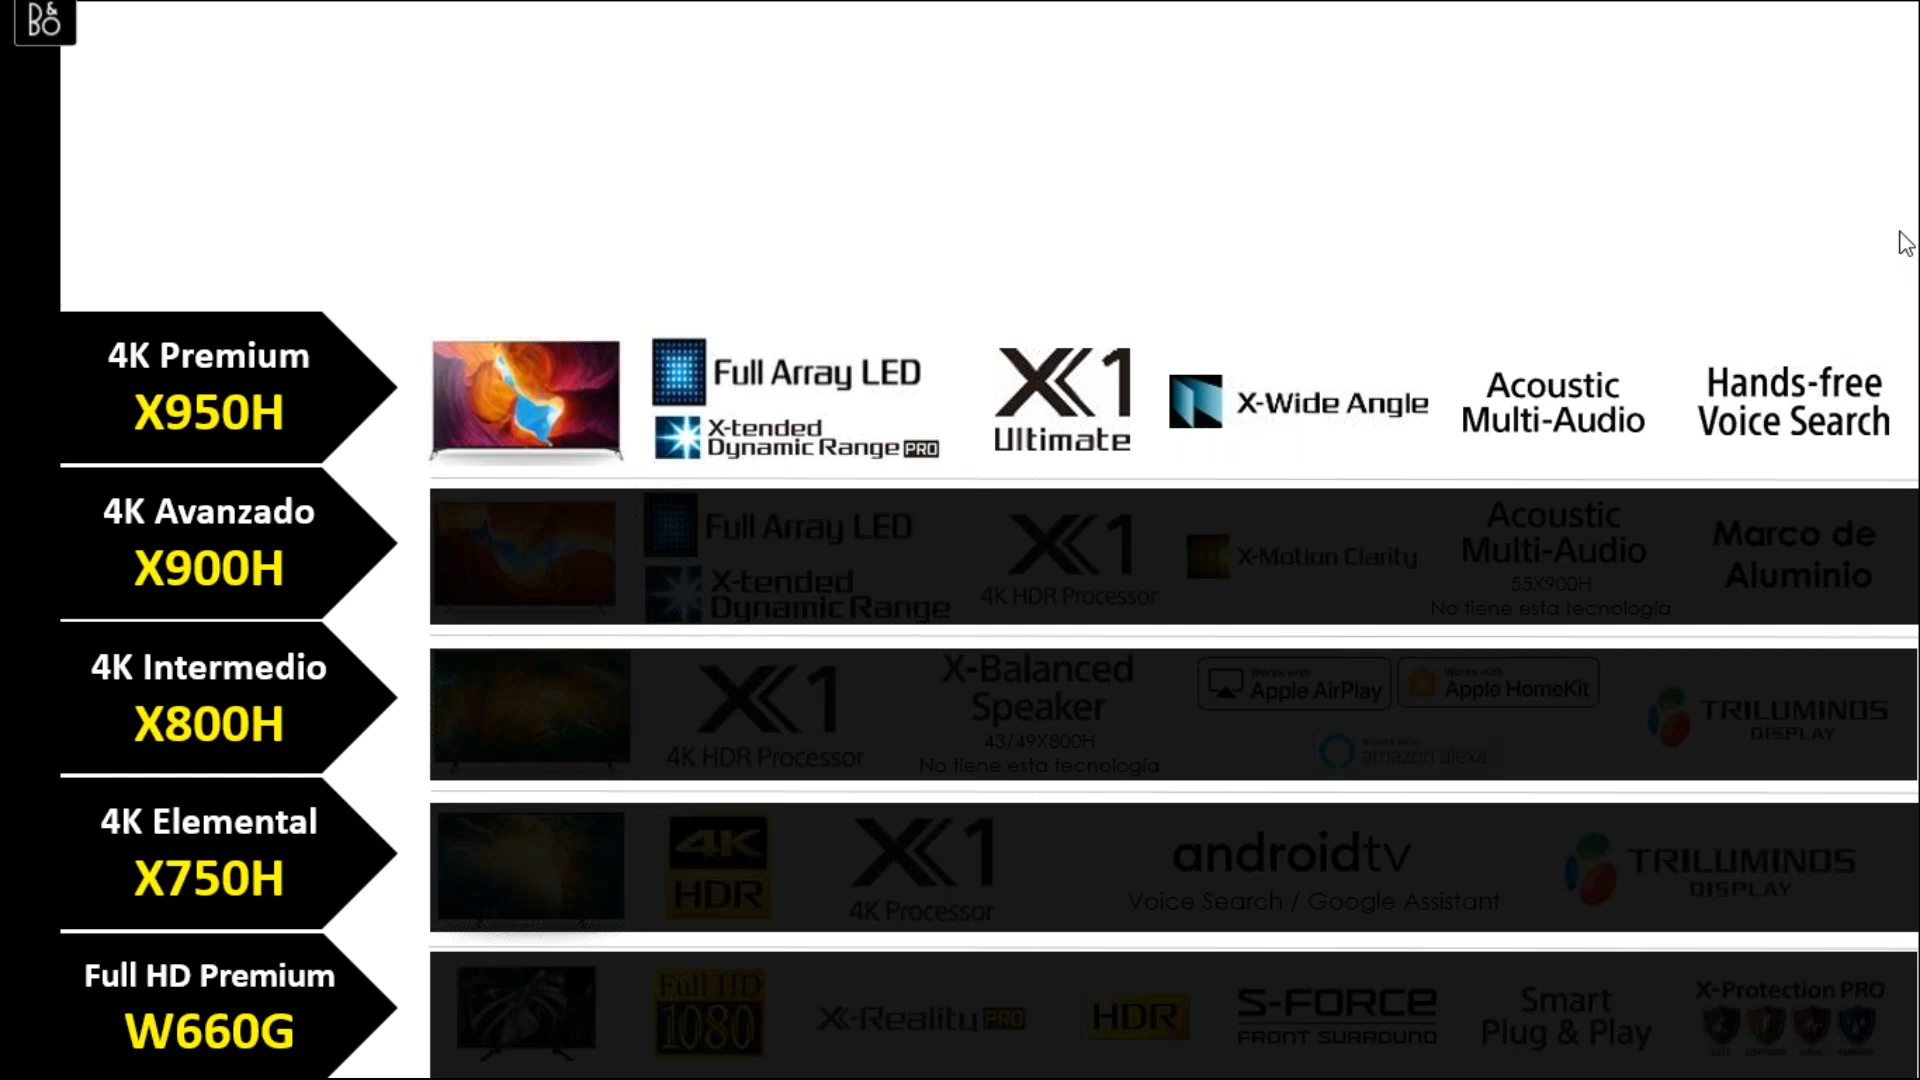 B&O
4K Premium
X950H
Full Array LED
X-tended
Dynamic Range PRO
X1
Ultimate
X-Wide Angle
Acoustic
Multi-Audio
Hands-free
Voice Search
4K Avanzado
X900H
Full Array LED
X-tended
Dynamic Range
X1
4K HDR Processor
X-Motion Clarity
Acoustic
Multi-Audio
55X900H
No tiene esta tecnología
Marco de
Aluminio
4K Intermedio
X800H
X1
4K HDR Processor
X-Balanced
Speaker
43/49X800H
No tiene esta tecnología
Works with
Apple AirPlay
Works with
Apple HomeKit
amazon alexa
TRILUMINOS
DISPLAY
4K Elemental
X750H
4K
HDR
X1
4K Processor
androidtv
Voice Search / Google Assistant
TRILUMINOS
DISPLAY
Full HD Premium
W660G
Full HD
1080
X-Reality PRO
HDR
S-FORCE
FRONT SURROUND
Smart
Plug & Play
X-Protection PRO